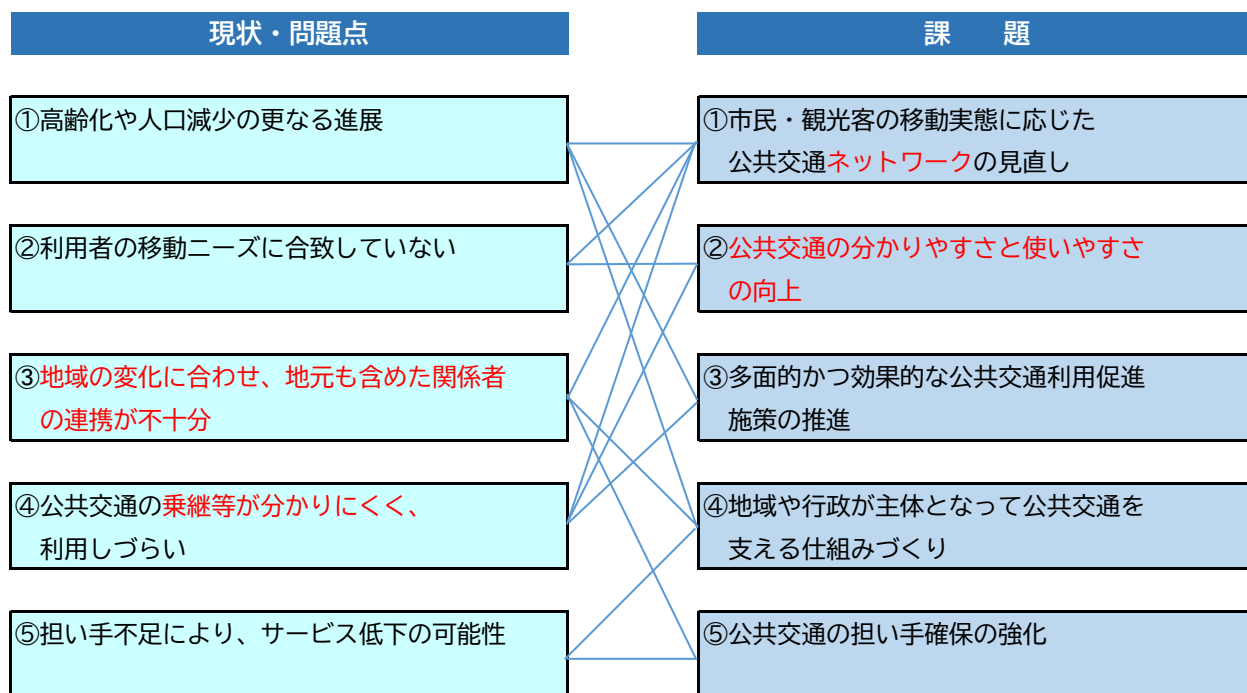 現状・問題点
①高齢化や人口減少の更なる進展
②利用者の移動ニーズに合致していない
③地域の変化に合わせ、地元も含めた関係者
の連携が不十分
④公共交通の乗継等が分かりにくく、
利用しづらい
⑤担い手不足により、サービス低下の可能性
課　題
①市民・観光客の移動実態に応じた
公共交通ネットワークの見直し
②公共交通の分かりやすさと使いやすさ
の向上
③多面的かつ効果的な公共交通利用促進
施策の推進
④地域や行政が主体となって公共交通を
支える仕組みづくり
⑤公共交通の担い手確保の強化